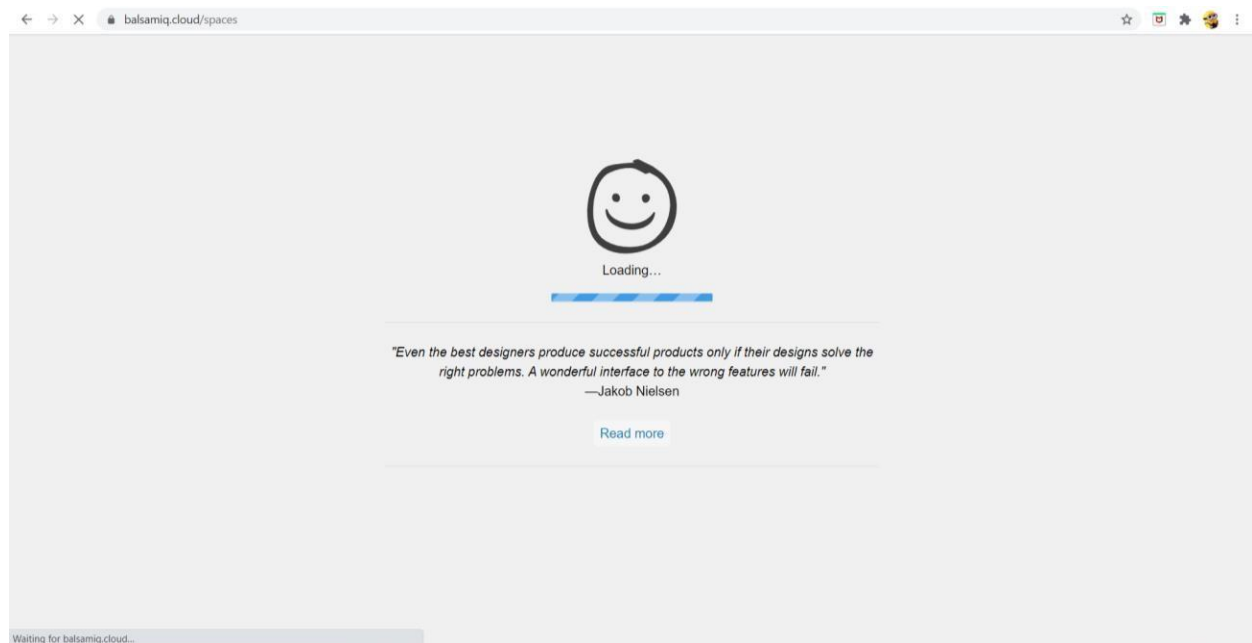 balsamiq.cloud/spaces
Loading...
"Even the best designers produce successful products only if their designs solve the
right problems. A wonderful interface to the wrong features will fail."
—Jakob Nielsen
Read more
Waiting for balsamiq.cloud...